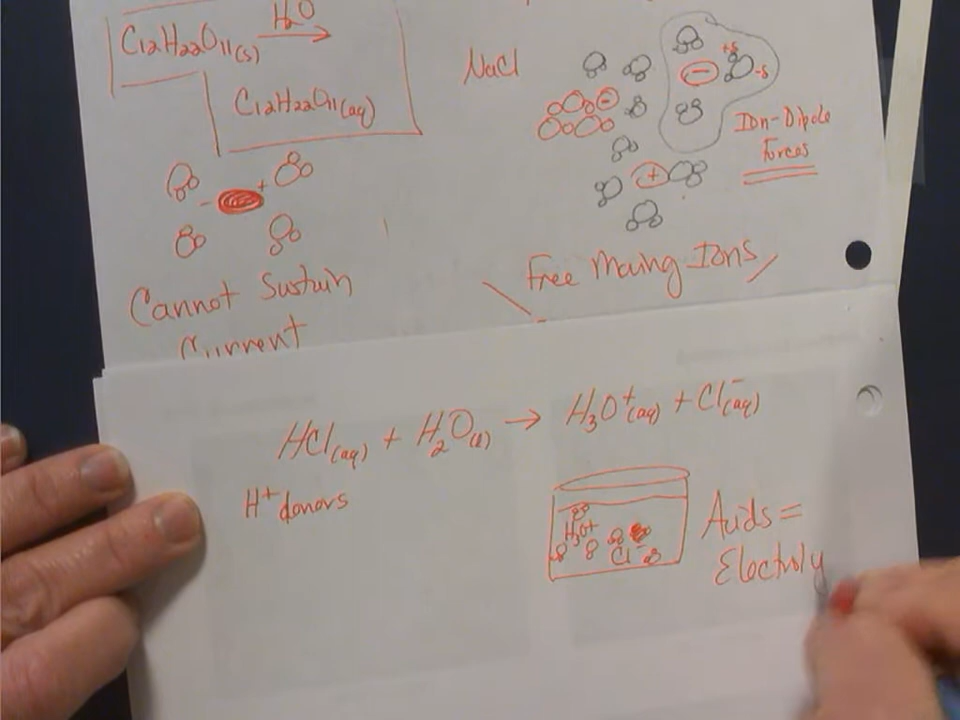 C12H22O11(s) H2O →
C12H22O11(aq)
- +
Cannot Sustain
Current
NaCl
+δ
-δ
Ion-Dipole
Forces
Free Moving Ions
HCl(aq) + H2O(l) → H3O+(aq) + Cl-(aq)
H+ donors
H3O+
Cl-
Acids =
Electroly